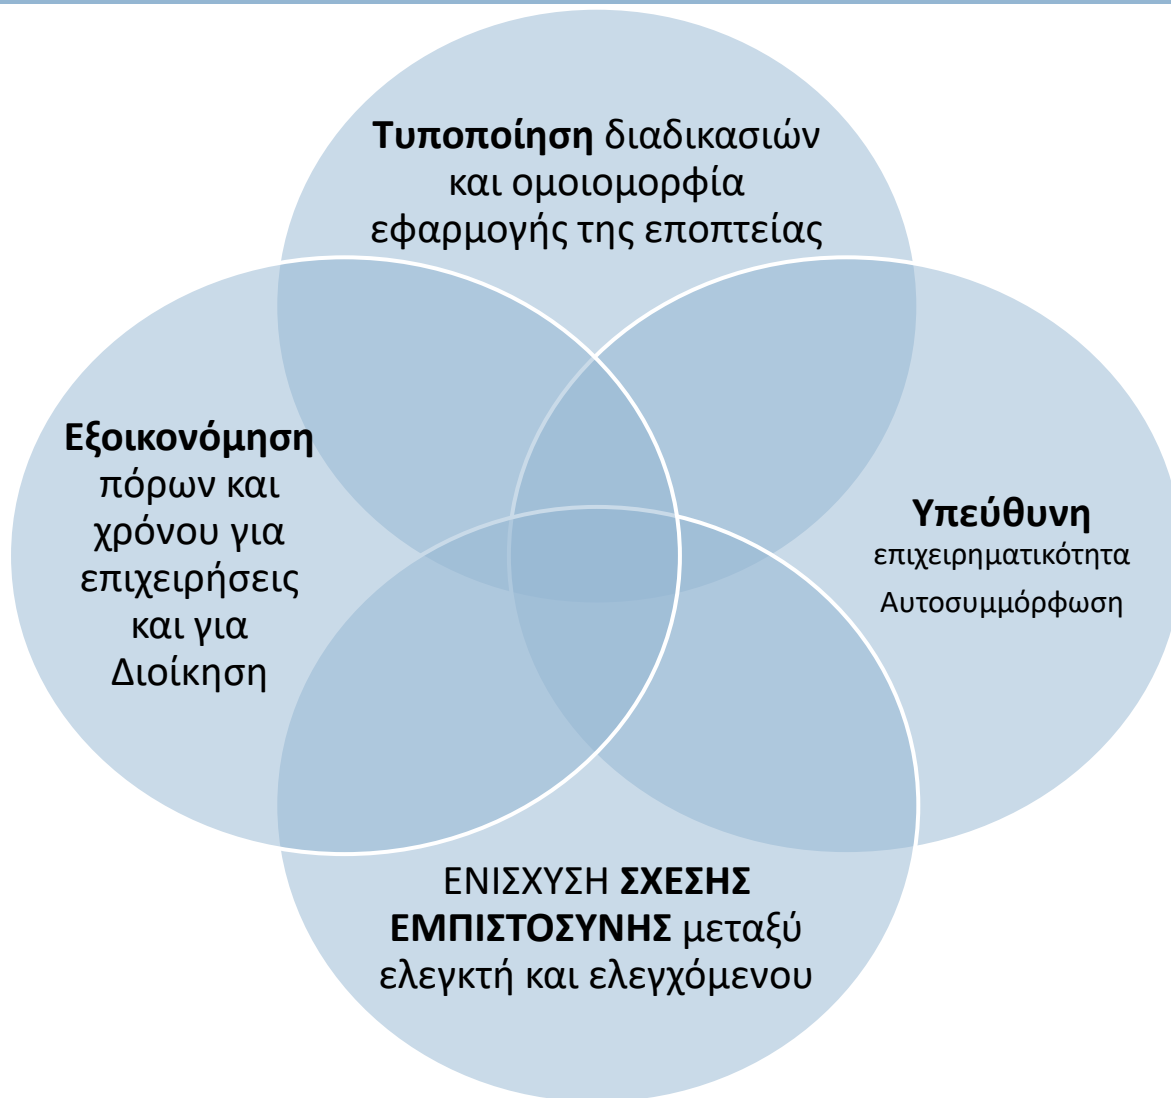 Τυποποίηση διαδικασιών
και ομοιομορφία
εφαρμογής της εποπτείας
Εξοικονόμηση
πόρων και
χρόνου για
επιχειρήσεις
και για
Διοίκηση
Υπεύθυνη
επιχειρηματικότητα
Αυτοσυμμόρφωση
ΕΝΙΣΧΥΣΗ ΣΧΕΣΗΣ
ΕΜΠΙΣΤΟΣΥΝΗΣ μεταξύ
ελεγκτή και ελεγχόμενου